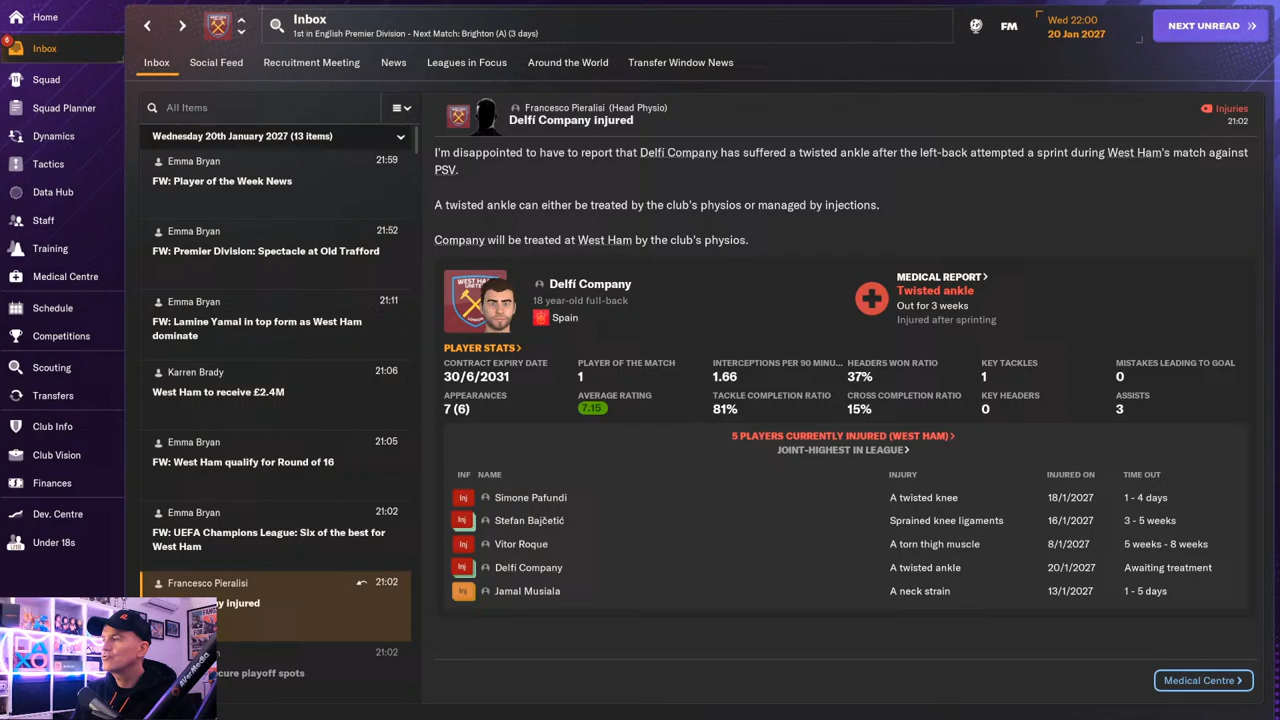 Home
Inbox
6
Squad
Squad Planner
Dynamics
Tactics
Data Hub
Staff
Training
Medical Centre
Schedule
Competitions
Scouting
Transfers
Club Info
Club Vision
Finances
Dev. Centre
Under 18s
Inbox
1st in English Premier Division - Next Match: Brighton (A) (3 days)
FM
Wed 22:00
20 Jan 2027
NEXT UNREAD
Inbox Social Feed Recruitment Meeting News Leagues in Focus Around the World Transfer Window News
All Items
Wednesday 20th January 2027 (13 items)
Emma Bryan 21:59
FW: Player of the Week News
Emma Bryan 21:52
FW: Premier Division: Spectacle at Old Trafford
Emma Bryan 21:11
FW: Lamine Yamal in top form as West Ham
dominate
Karren Brady 21:06
West Ham to receive £2.4M
Emma Bryan 21:05
FW: West Ham qualify for Round of 16
Emma Bryan 21:02
FW: UEFA Champions League: Six of the best for
West Ham
Francesco Pieralisi 21:02
injured
21:02
cure playoff spots
Francesco Pieralisi (Head Physio)
Delfí Company injured
Injuries
21:02
I'm disappointed to have to report that Delfí Company has suffered a twisted ankle after the left-back attempted a sprint during West Ham's match against
PSV.
A twisted ankle can either be treated by the club's physios or managed by injections.
Company will be treated at West Ham by the club's physios.
Delfí Company
18 year-old full-back
Spain
MEDICAL REPORT
Twisted ankle
Out for 3 weeks
Injured after sprinting
PLAYER STATS
CONTRACT EXPIRY DATE PLAYER OF THE MATCH INTERCEPTIONS PER 90 MINU... HEADERS WON RATIO KEY TACKLES MISTAKES LEADING TO GOAL
30/6/2031 1 1.66 37% 1 0
APPEARANCES AVERAGE RATING TACKLE COMPLETION RATIO CROSS COMPLETION RATIO KEY HEADERS ASSISTS
7 (6) 7.15 81% 15% 0 3
5 PLAYERS CURRENTLY INJURED (WEST HAM)
JOINT-HIGHEST IN LEAGUE
INF NAME INJURY INJURED ON TIME OUT
Inj Simone Pafundi A twisted knee 18/1/2027 1 - 4 days
Inj Stefan Bajčetić Sprained knee ligaments 16/1/2027 3 - 5 weeks
Inj Vitor Roque A torn thigh muscle 8/1/2027 5 weeks - 8 weeks
Inj Delfí Company A twisted ankle 20/1/2027 Awaiting treatment
Inj Jamal Musiala A neck strain 13/1/2027 1 - 5 days
Medical Centre
AVerMedia